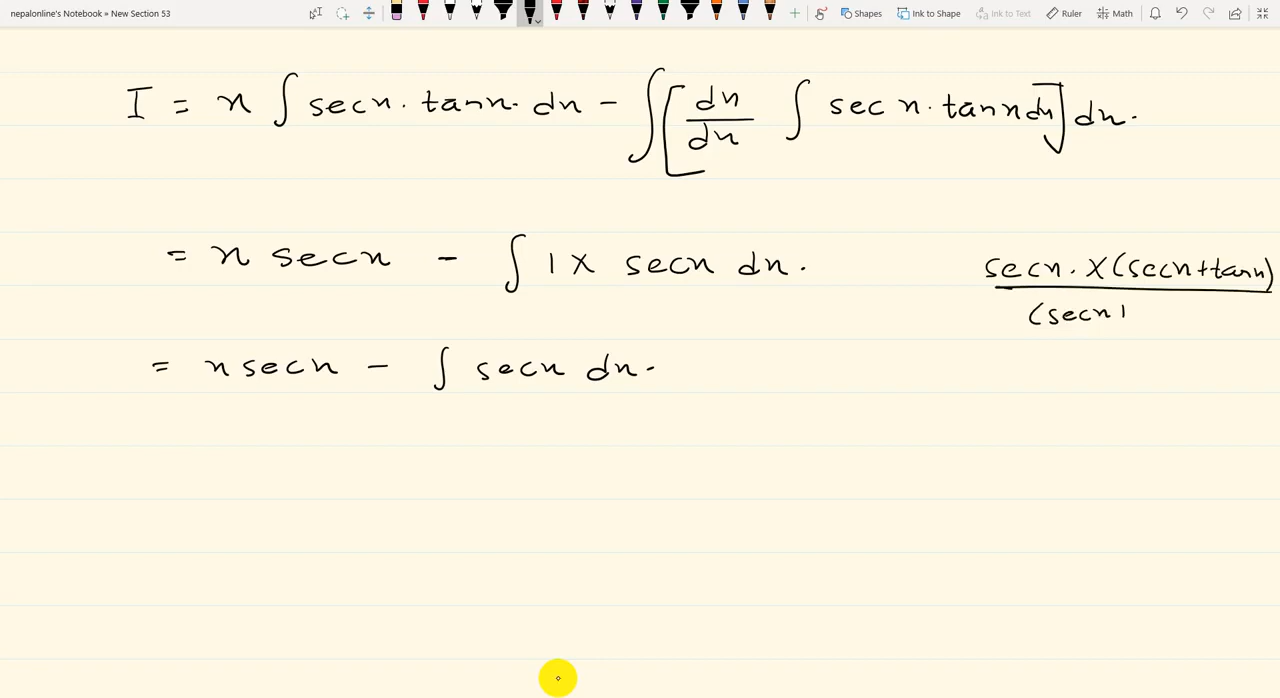 nepalonline's Notebook » New Section 53
Shapes Ink to Shape Ink to Text Ruler Math
I = x ∫ secx · tanx · dx - ∫ [ dx/dx ∫ sec x · tanx dx ] dx.
= x secx - ∫ 1 × secx dx.
secx · × (secx + tanx)
(secx
= x secx - ∫ secx dx.